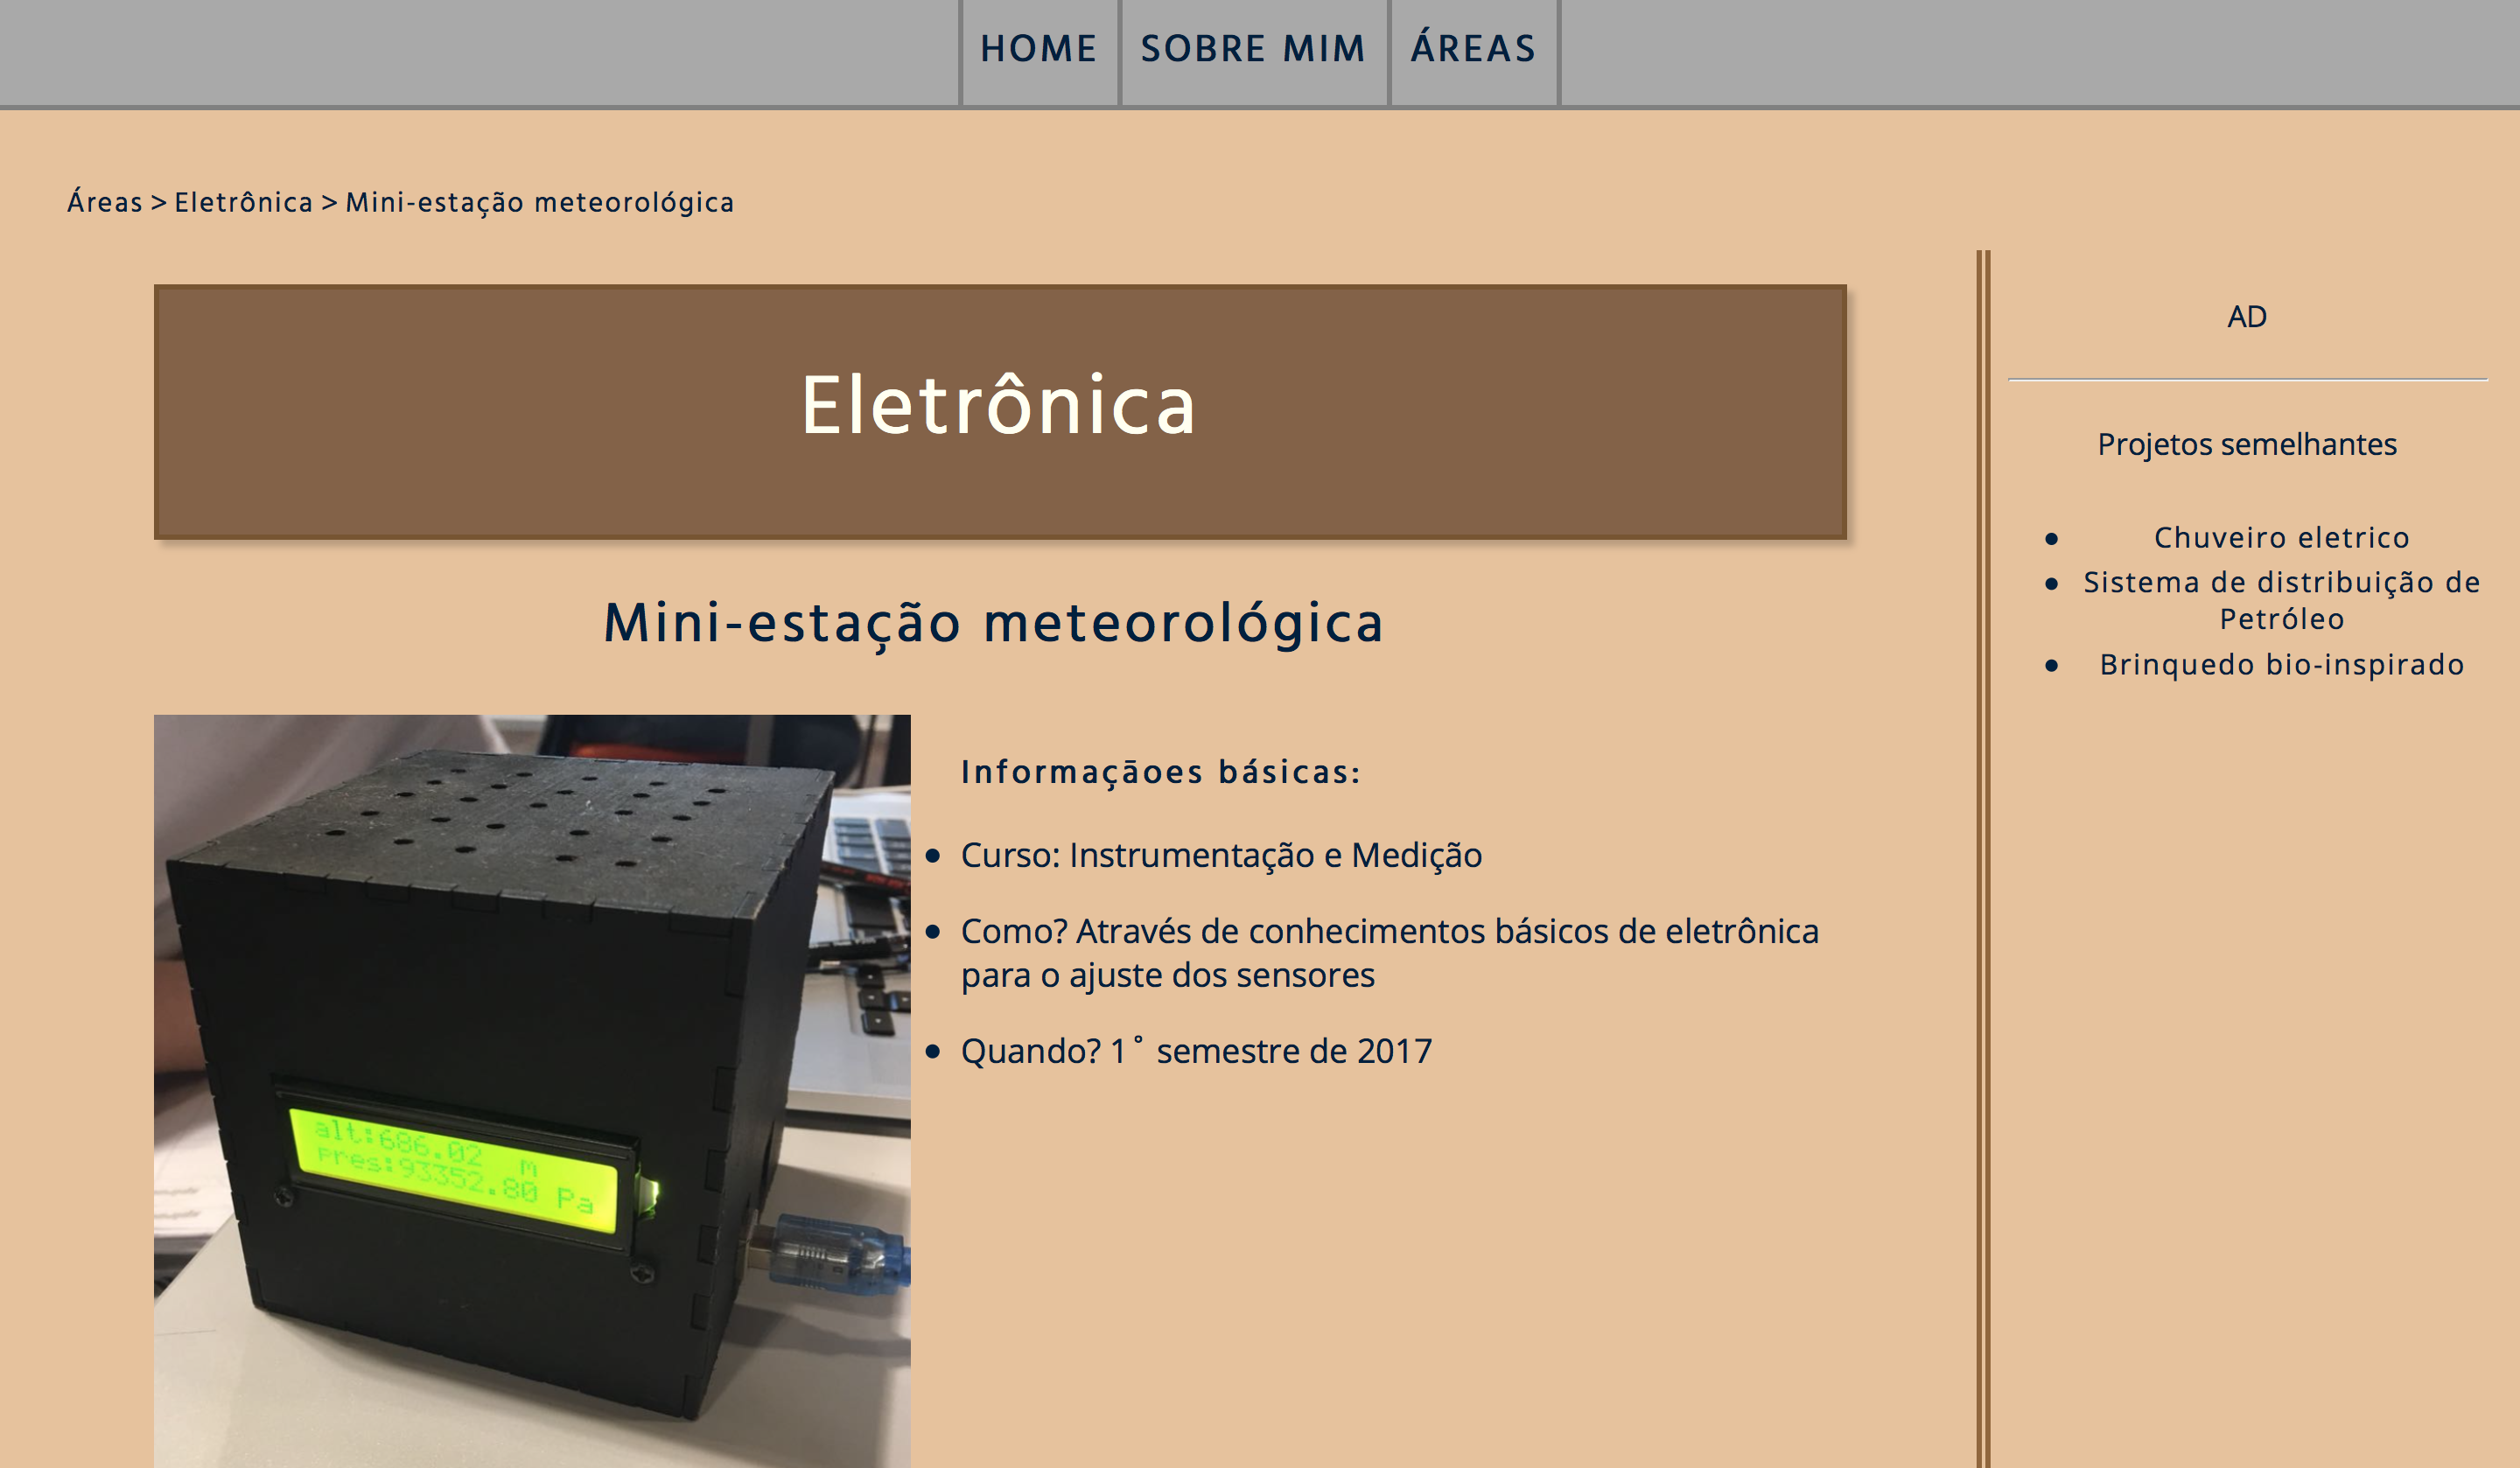 HOME SOBRE MIM ÁREAS
Áreas > Eletrônica > Mini-estação meteorológica
Eletrônica
Mini-estação meteorológica
Informaçãoes básicas:
Curso: Instrumentação e Medição
Como? Através de conhecimentos básicos de eletrônica
para o ajuste dos sensores
Quando? 1˚ semestre de 2017
alt:686.02 m
Pres:93352.80 Pa
AD
Projetos semelhantes
Chuveiro eletrico
Sistema de distribuição de
Petróleo
Brinquedo bio-inspirado